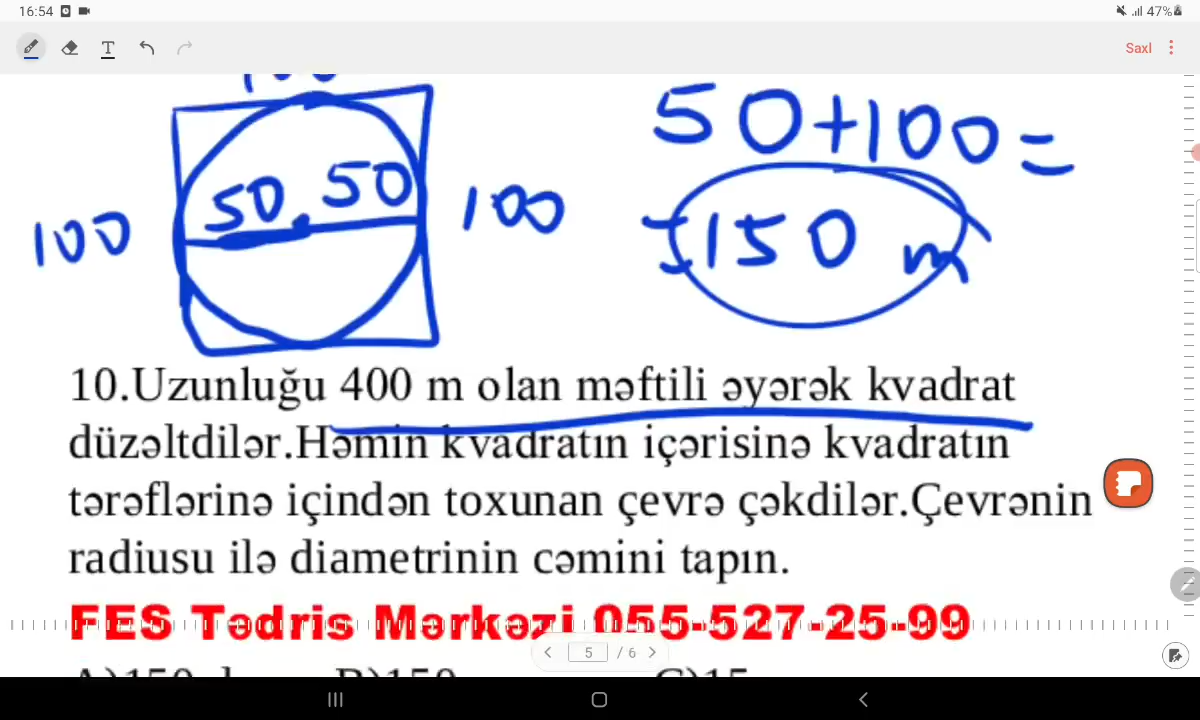 16:54 47%
Saxl
50+100=
50 50
100 100 =150 m
10.Uzunluğu 400 m olan məftili əyərək kvadrat
düzəltdilər.Həmin kvadratın içərisinə kvadratın
tərəflərinə içindən toxunan çevrə çəkdilər.Çevrənin
radiusu ilə diametrinin cəmini tapın.
FES Tədris Mərkəzi 055-527-25-99
5 / 6